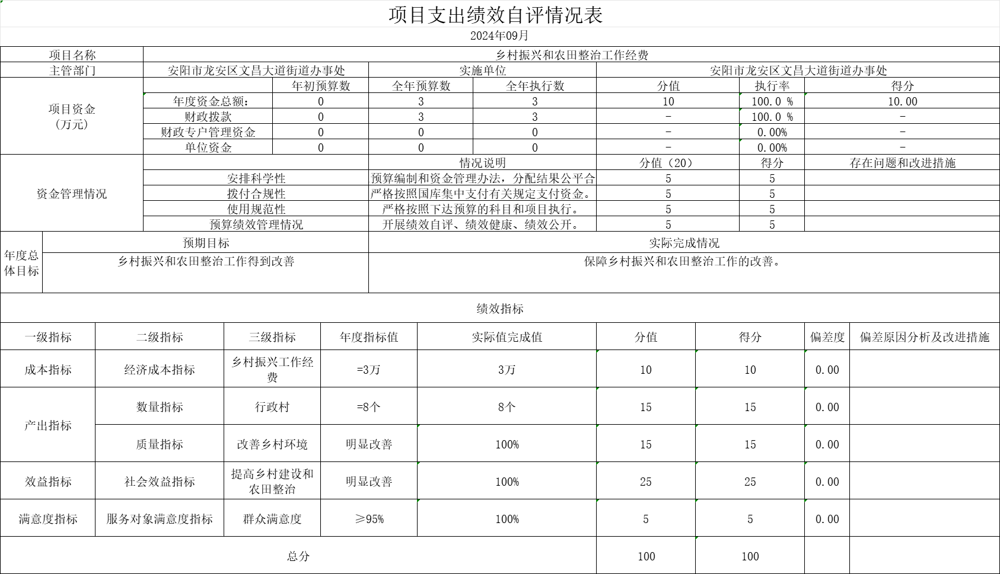 项目支出绩效自评情况表
2024年09月
项目名称 乡村振兴和农田整治工作经费
主管部门 安阳市龙安区文昌大道街道办事处 实施单位 安阳市龙安区文昌大道街道办事处
项目资金
(万元)
年初预算数 全年预算数 全年执行数 分值 执行率 得分
年度资金总额： 0 3 3 10 100.0 % 10.00
财政拨款 0 3 3 - 100.0 % -
财政专户管理资金 0 0 0 - 0.00% -
单位资金 0 0 0 - 0.00% -
资金管理情况
情况说明 分值（20） 得分 存在问题和改进措施
安排科学性 预算编制和资金管理办法，分配结果公平合 5 5
拨付合规性 严格按照国库集中支付有关规定支付资金。 5 5
使用规范性 严格按照下达预算的科目和项目执行。 5 5
预算绩效管理情况 开展绩效自评、绩效健康、绩效公开。 5 5
年度总
体目标
预期目标 实际完成情况
乡村振兴和农田整治工作得到改善 保障乡村振兴和农田整治工作的改善。
绩效指标
一级指标 二级指标 三级指标 年度指标值 实际值完成值 分值 得分 偏差度 偏差原因分析及改进措施
成本指标 经济成本指标 乡村振兴工作经
费 =3万 3万 10 10 0.00
产出指标
数量指标 行政村 =8个 8个 15 15 0.00
质量指标 改善乡村环境 明显改善 100% 15 15 0.00
效益指标 社会效益指标 提高乡村建设和
农田整治 明显改善 100% 25 25 0.00
满意度指标 服务对象满意度指标 群众满意度 ≥95% 100% 5 5 0.00
总分 100 100